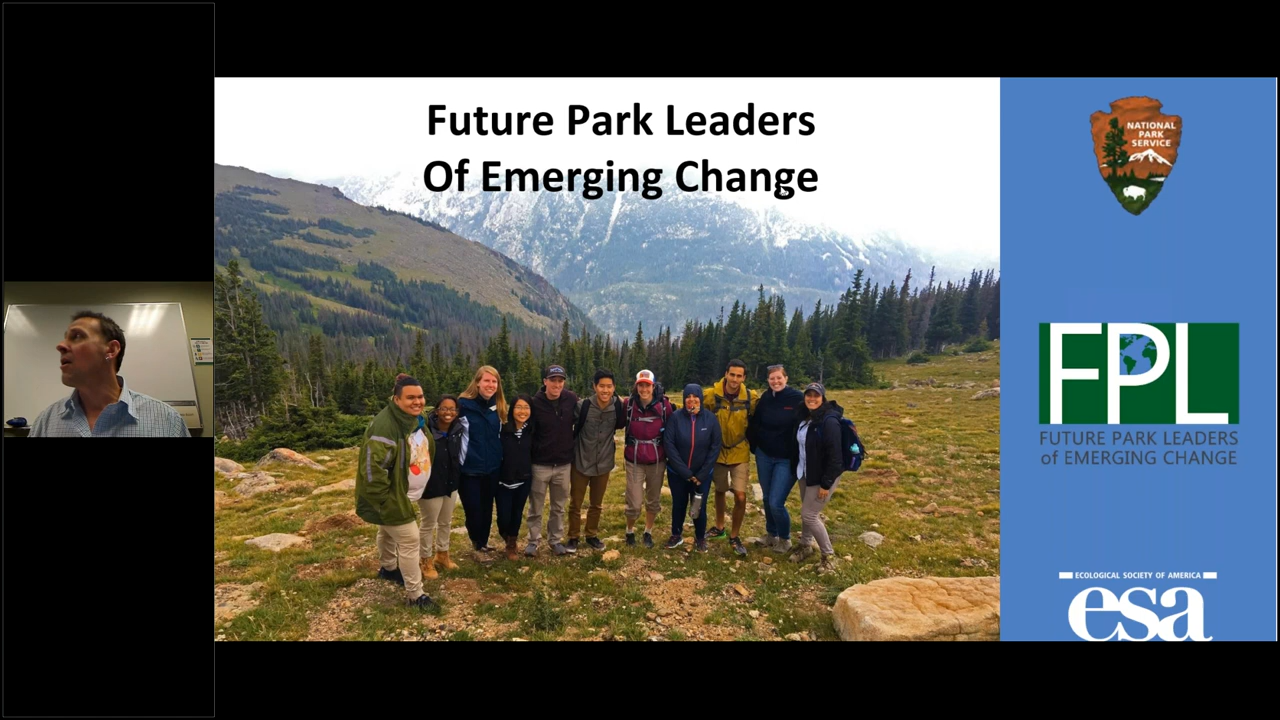 Future Park Leaders
Of Emerging Change
NATIONAL
PARK
SERVICE
FPL
FUTURE PARK LEADERS
of EMERGING CHANGE
ECOLOGICAL SOCIETY OF AMERICA
esa